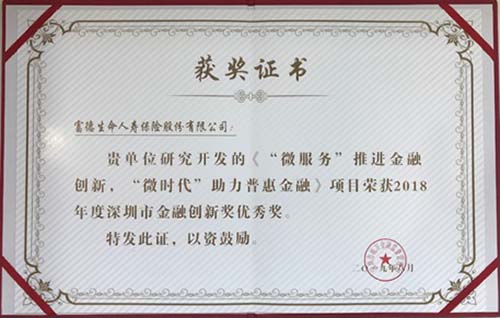 获奖证书
富德生命人寿保险股份有限公司:
贵单位研究开发的《“微服务”推进金融
创新，“微时代”助力普惠金融》项目荣获2018
年度深圳市金融创新奖优秀奖。
特发此证，以资鼓励。
二〇一九年八月